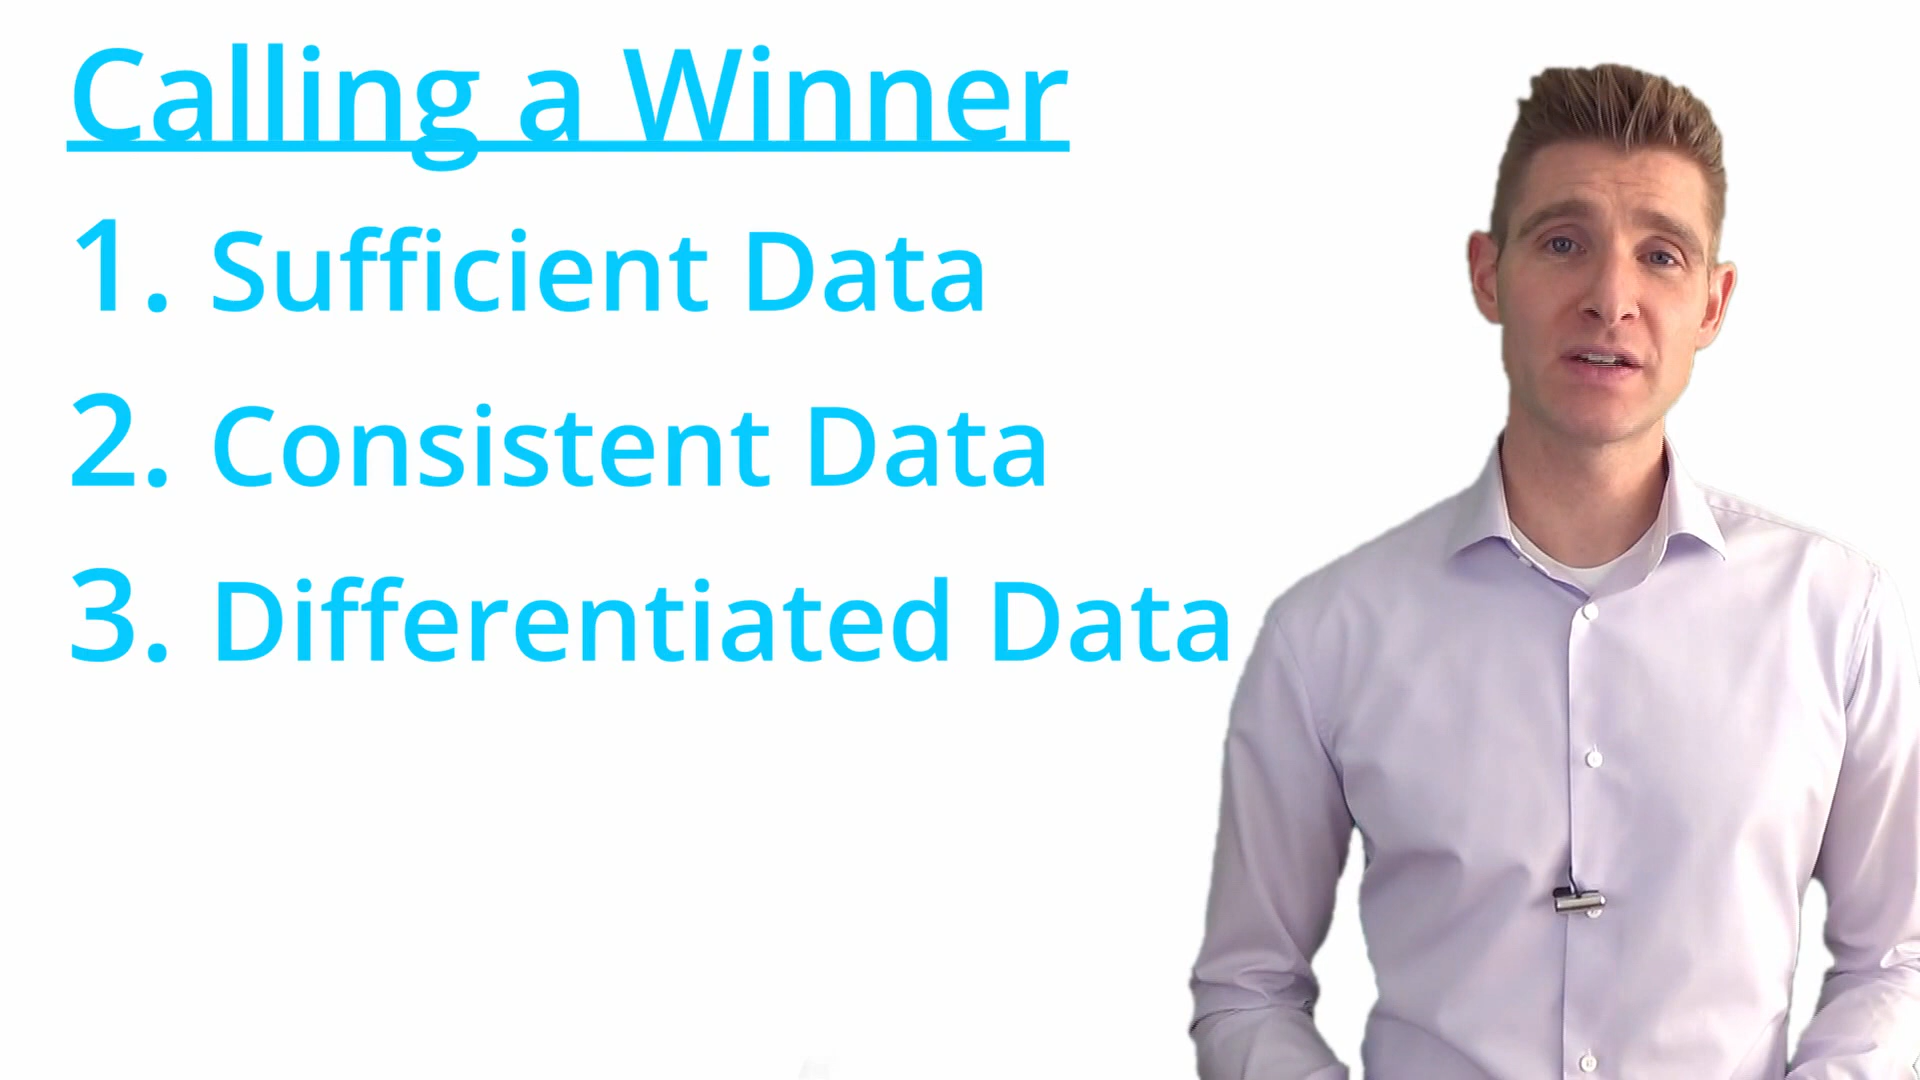 Calling a Winner
1. Sufficient Data
2. Consistent Data
3. Differentiated Data